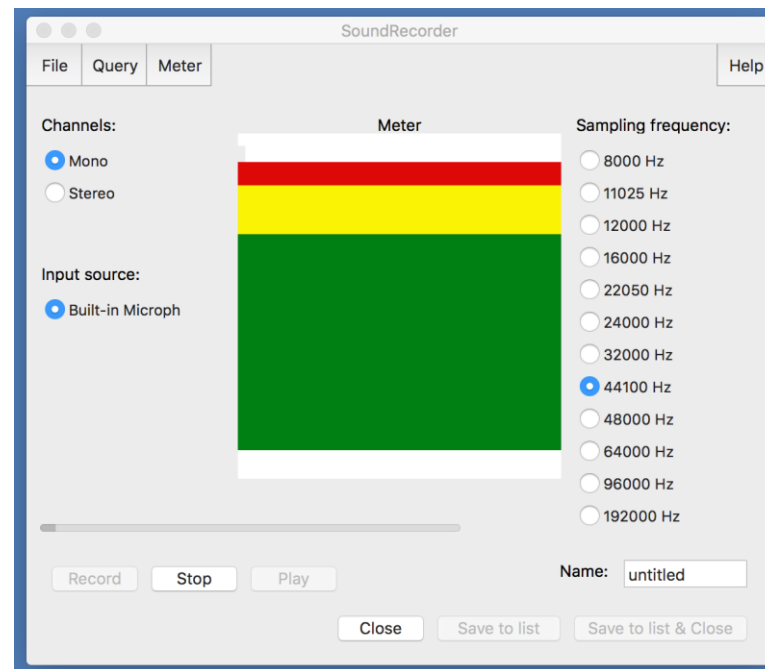 SoundRecorder
File Query Meter Help
Channels:
Mono
Stereo
Input source:
Built-in Microph
Meter
Sampling frequency:
8000 Hz
11025 Hz
12000 Hz
16000 Hz
22050 Hz
24000 Hz
32000 Hz
44100 Hz
48000 Hz
64000 Hz
96000 Hz
192000 Hz
Record Stop Play
Name: untitled
Close Save to list Save to list & Close